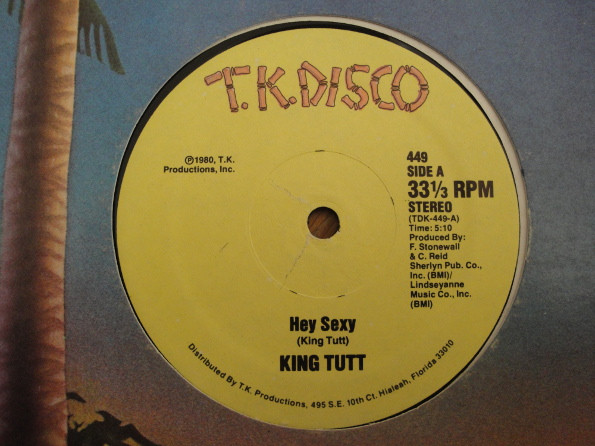 T.K.DISCO
℗1980, T.K.
Productions, Inc.
449
SIDE A
33⅓ RPM
STEREO
(TDK-449-A)
Time: 5:10
Produced By:
F. Stonewall
& C. Reid
Sherlyn Pub. Co.,
Inc. (BMI)/
Lindseyanne
Music Co., Inc.
(BMI)
Hey Sexy
(King Tutt)
KING TUTT
Distributed By T.K. Productions, 495 S.E. 10th Ct. Hialeah, Florida 33010